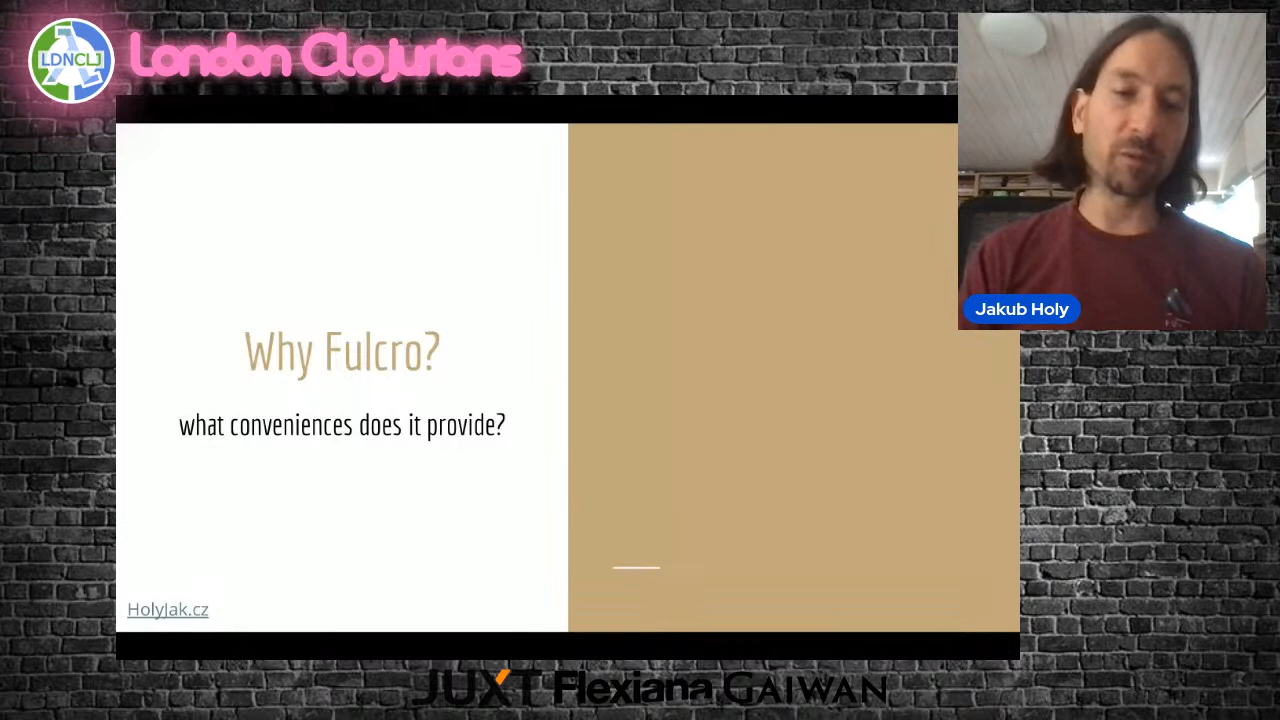 LDNCLJ
London Clojurians
Why Fulcro?
what conveniences does it provide?
HolyJak.cz
Jakub Holy
JUXT Flexiana GAIWAN